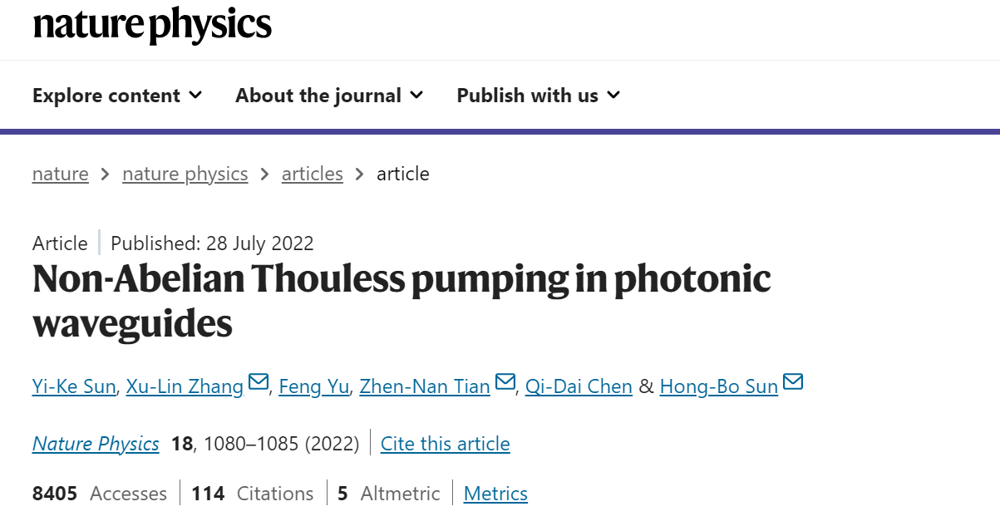 nature physics
Explore content About the journal Publish with us
nature > nature physics > articles > article
Article Published: 28 July 2022
Non-Abelian Thouless pumping in photonic
waveguides
Yi-Ke Sun, Xu-Lin Zhang, Feng Yu, Zhen-Nan Tian, Qi-Dai Chen & Hong-Bo Sun
Nature Physics 18, 1080–1085 (2022) Cite this article
8405 Accesses 114 Citations 5 Altmetric Metrics